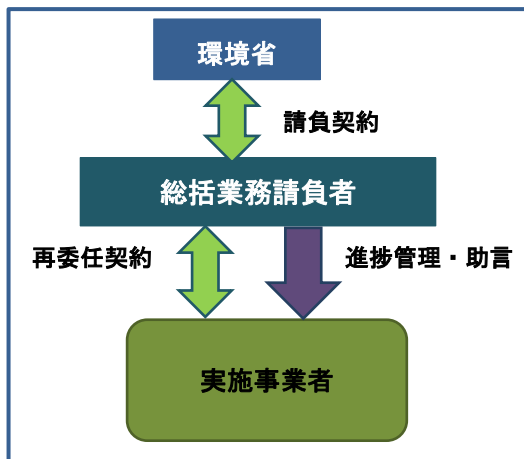 環境省
請負契約
総括業務請負者
再委任契約
進捗管理・助言
実施事業者